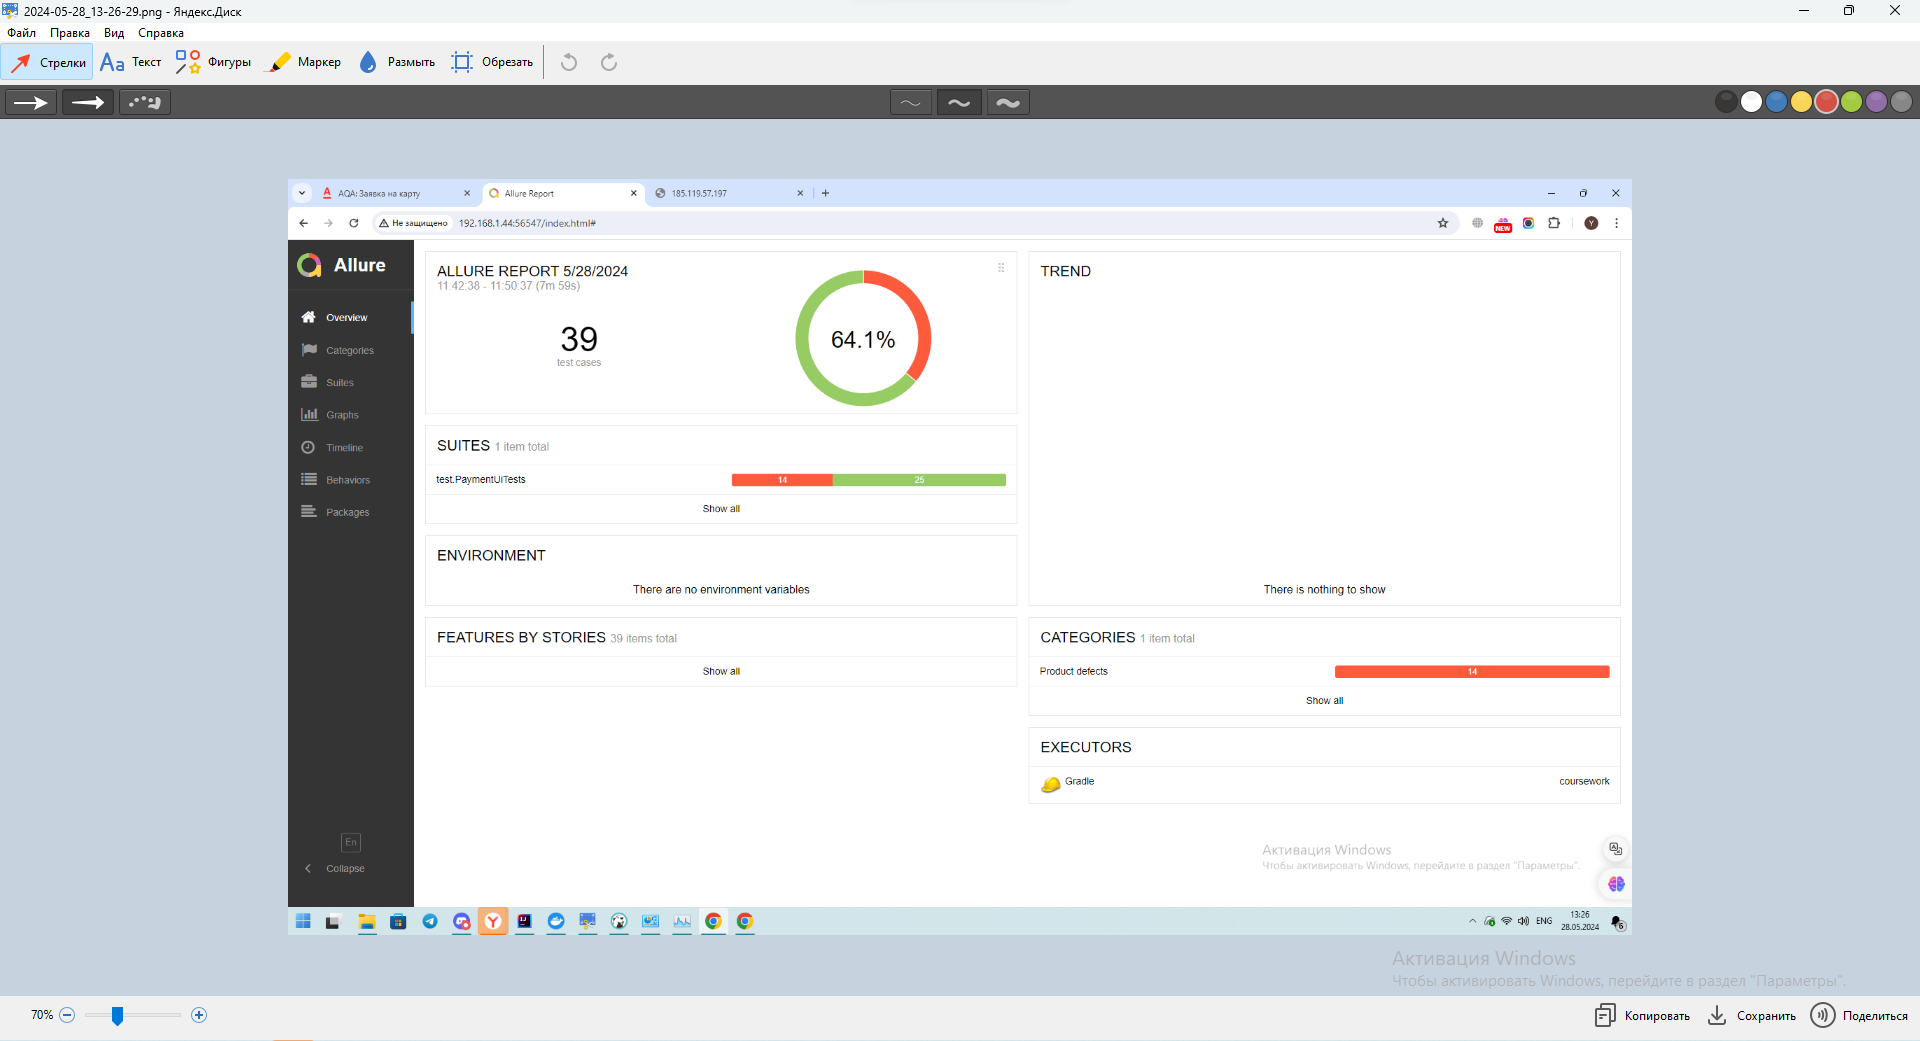 2024-05-28_13-26-29.png - Яндекс.Диск
Файл Правка Вид Справка
Стрелки Текст Фигуры Маркер Размыть Обрезать
AQA: Заявка на карту Allure Report 185.119.57.197
Не защищено 192.168.1.44:56547/index.html#
NEW
Y
Allure
Overview
Categories
Suites
Graphs
Timeline
Behaviors
Packages
En
Collapse
ALLURE REPORT 5/28/2024
11:42:38 - 11:50:37 (7m 59s)
39
test cases
64.1%
SUITES 1 item total
test.PaymentUITests 14 25
Show all
ENVIRONMENT
There are no environment variables
FEATURES BY STORIES 39 items total
Show all
TREND
There is nothing to show
CATEGORIES 1 item total
Product defects 14
Show all
EXECUTORS
Gradle coursework
Активация Windows
Чтобы активировать Windows, перейдите в раздел "Параметры".
ENG 13:26
28.05.2024
6
Активация Windows
Чтобы активировать Windows, перейдите в раздел "Параметры".
70% Копировать Сохранить Поделиться